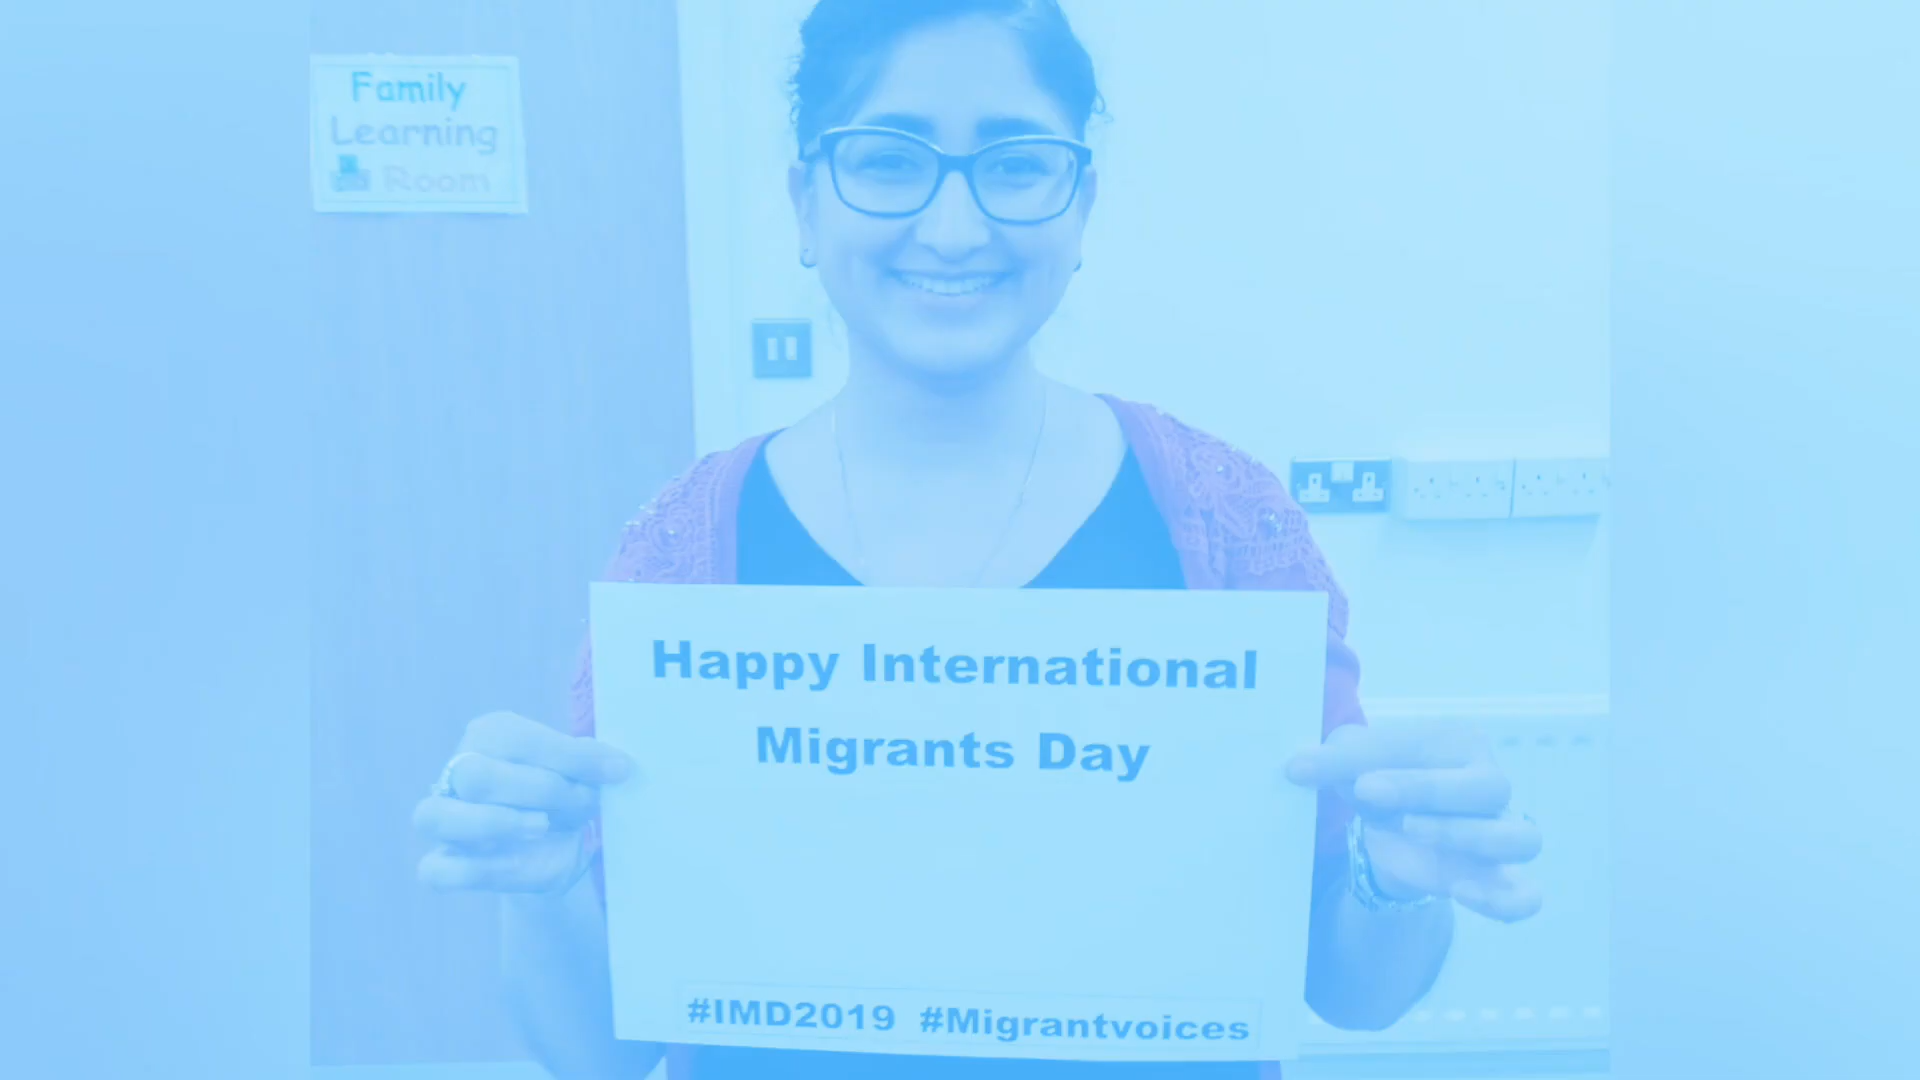 Family
Learning
Room
Happy International
Migrants Day
#IMD2019 #Migrantvoices